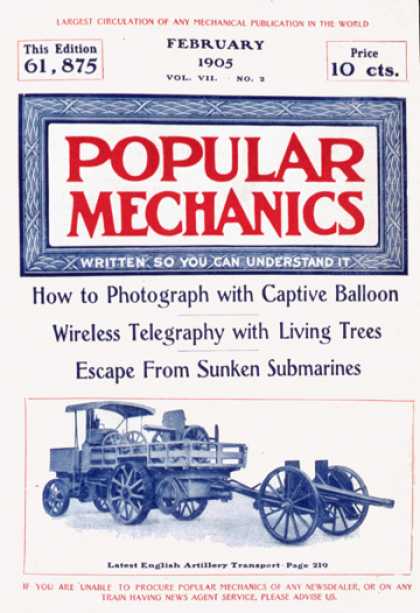 LARGEST CIRCULATION OF ANY MECHANICAL PUBLICATION IN THE WORLD
This Edition
61,875
FEBRUARY
1905
VOL. VII. NO. 2
Price
10 cts.
POPULAR
MECHANICS
WRITTEN SO YOU CAN UNDERSTAND IT
How to Photograph with Captive Balloon
Wireless Telegraphy with Living Trees
Escape From Sunken Submarines
Latest English Artillery Transport-Page 219
IF YOU ARE UNABLE TO PROCURE POPULAR MECHANICS OF ANY NEWSDEALER, OR ON ANY
TRAIN HAVING NEWS AGENT SERVICE, PLEASE ADVISE US.